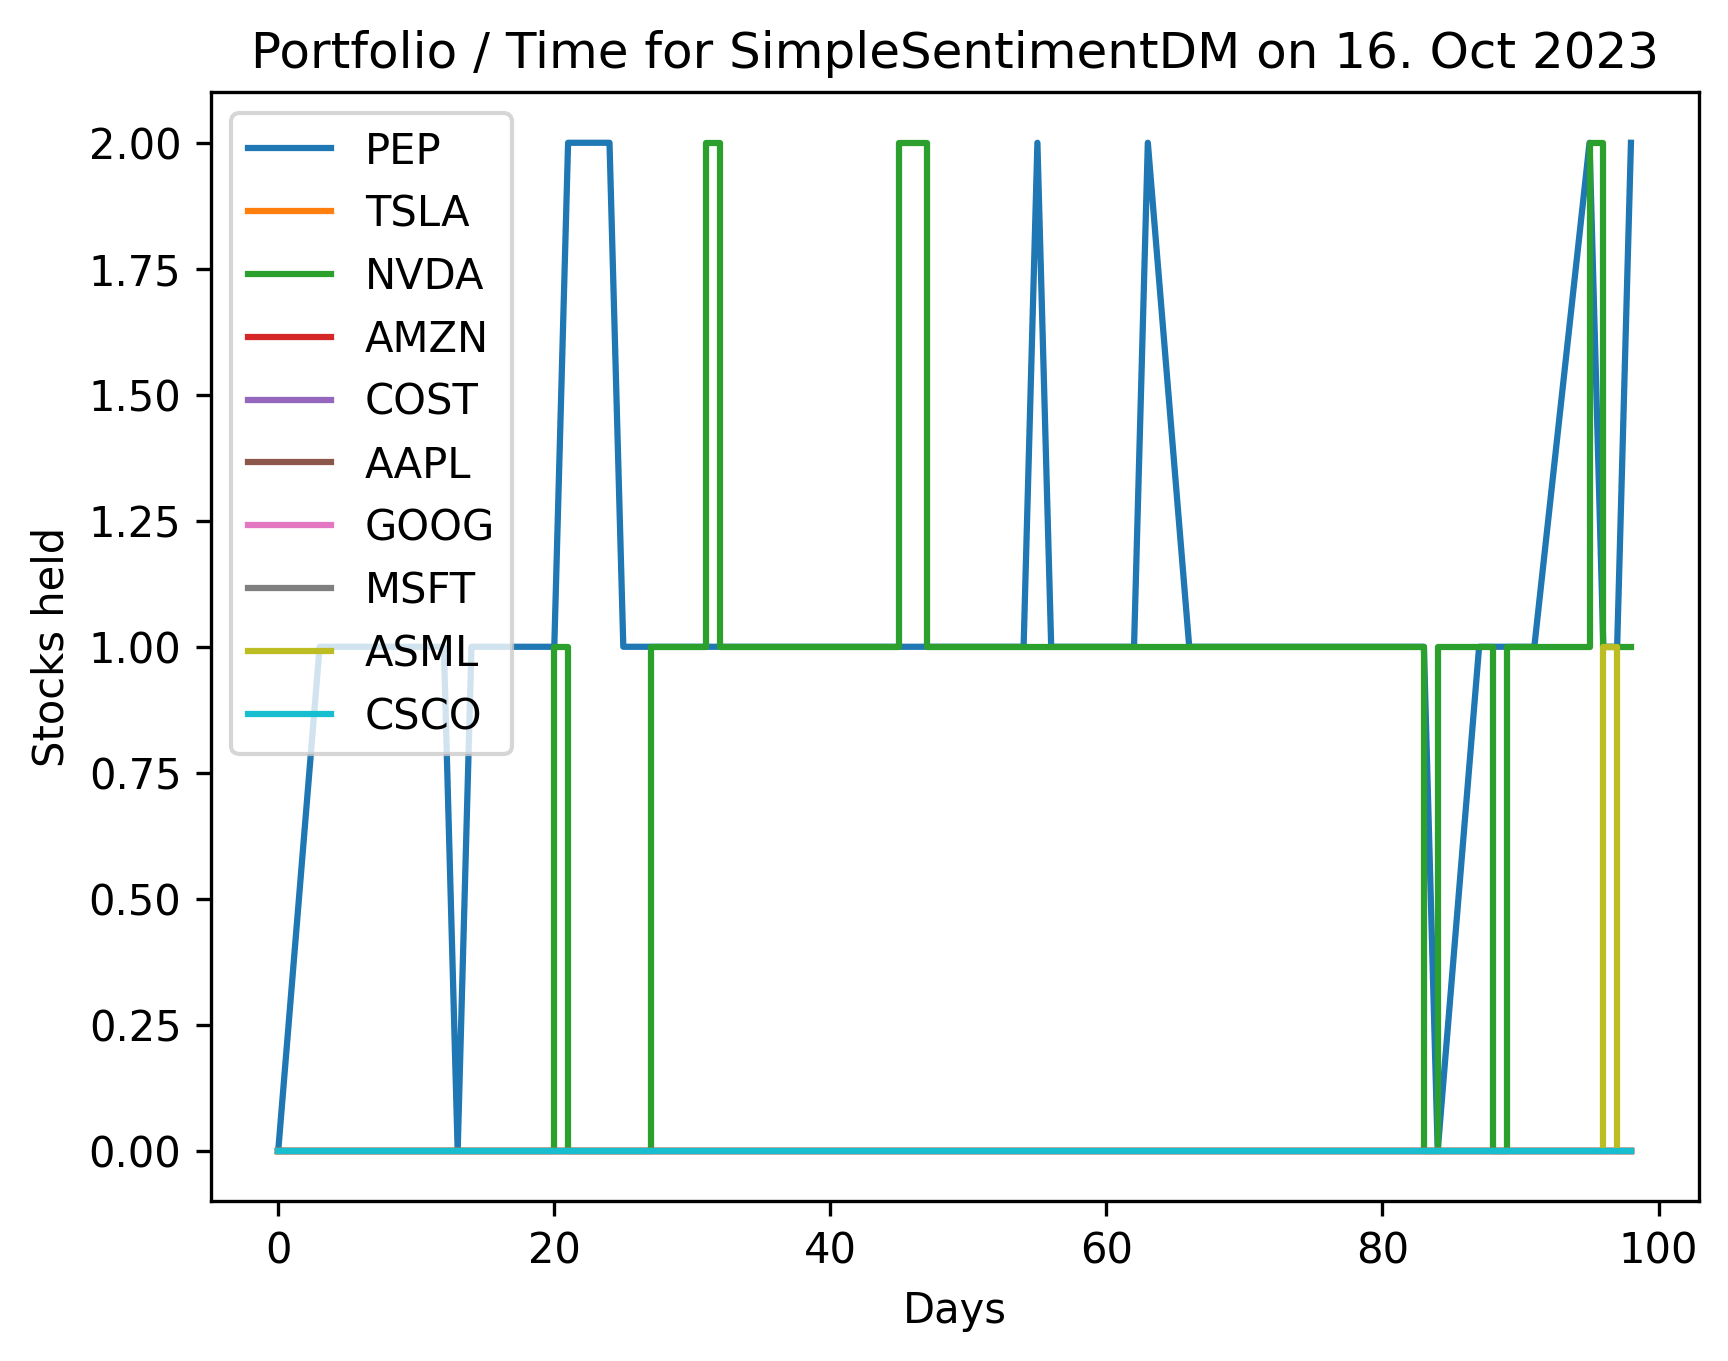 Portfolio / Time for SimpleSentimentDM on 16. Oct 2023
PEP
TSLA
NVDA
AMZN
COST
AAPL
GOOG
MSFT
ASML
CSCO
2.00
1.75
1.50
1.25
1.00
0.75
0.50
0.25
0.00
Stocks held
0 20 40 60 80 100
Days